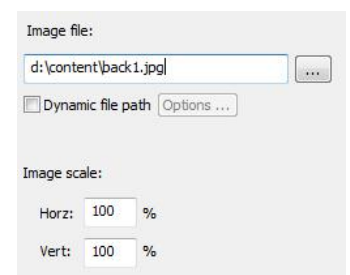 Image file:
d:\content\back1.jpg ...
Dynamic file path Options ...
Image scale:
Horz: 100 %
Vert: 100 %